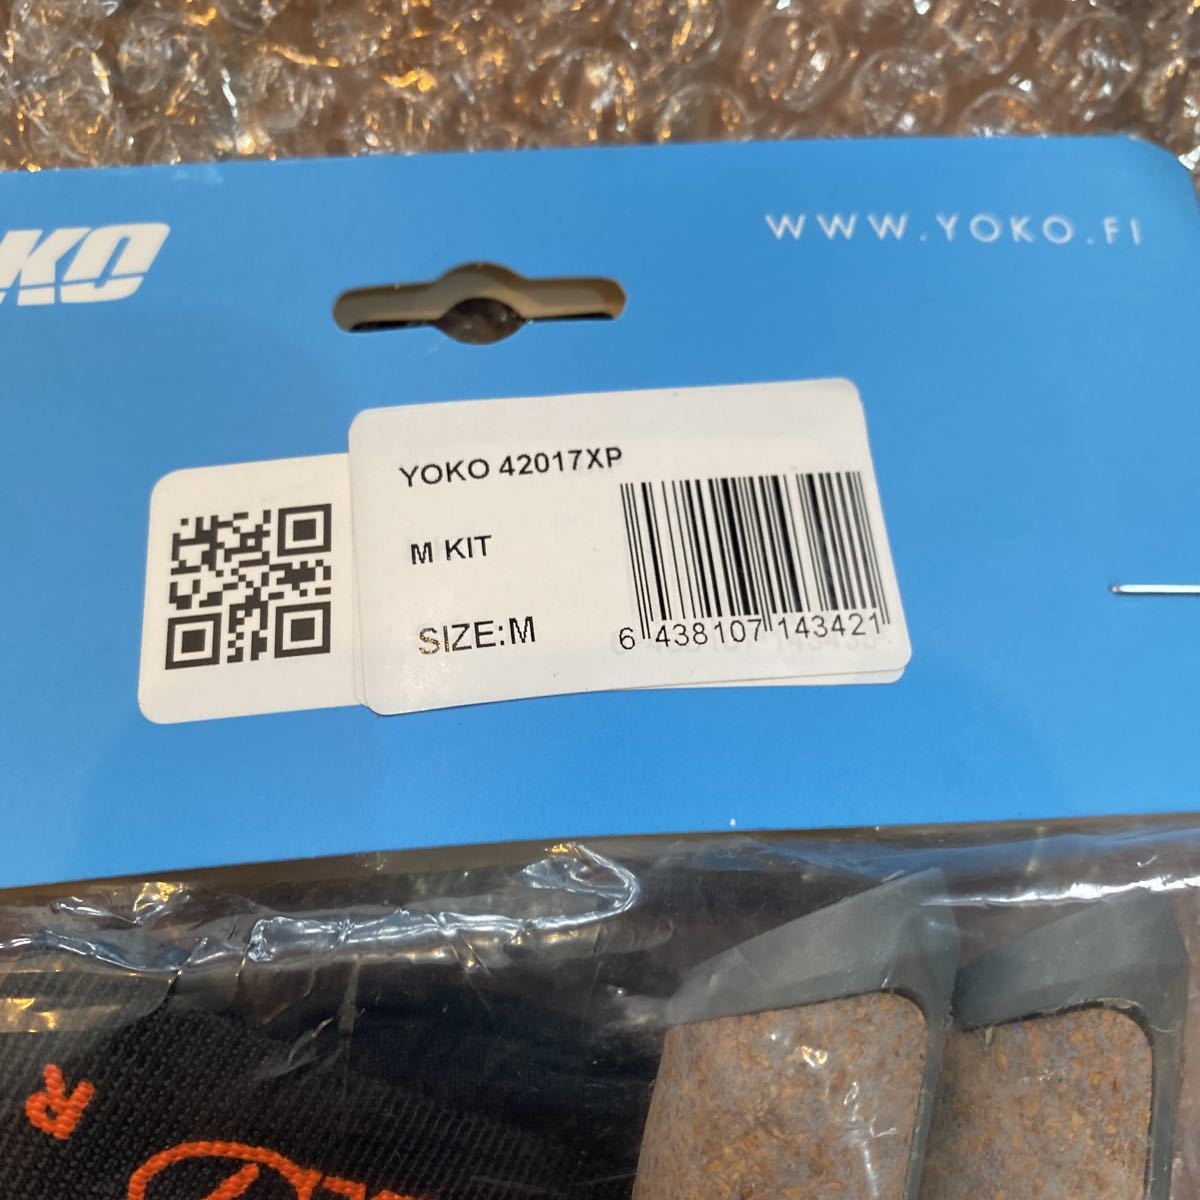 WWW.YOKO.FI
YOKO 42017XP
M KIT
SIZE:M
6 438107 143421
R